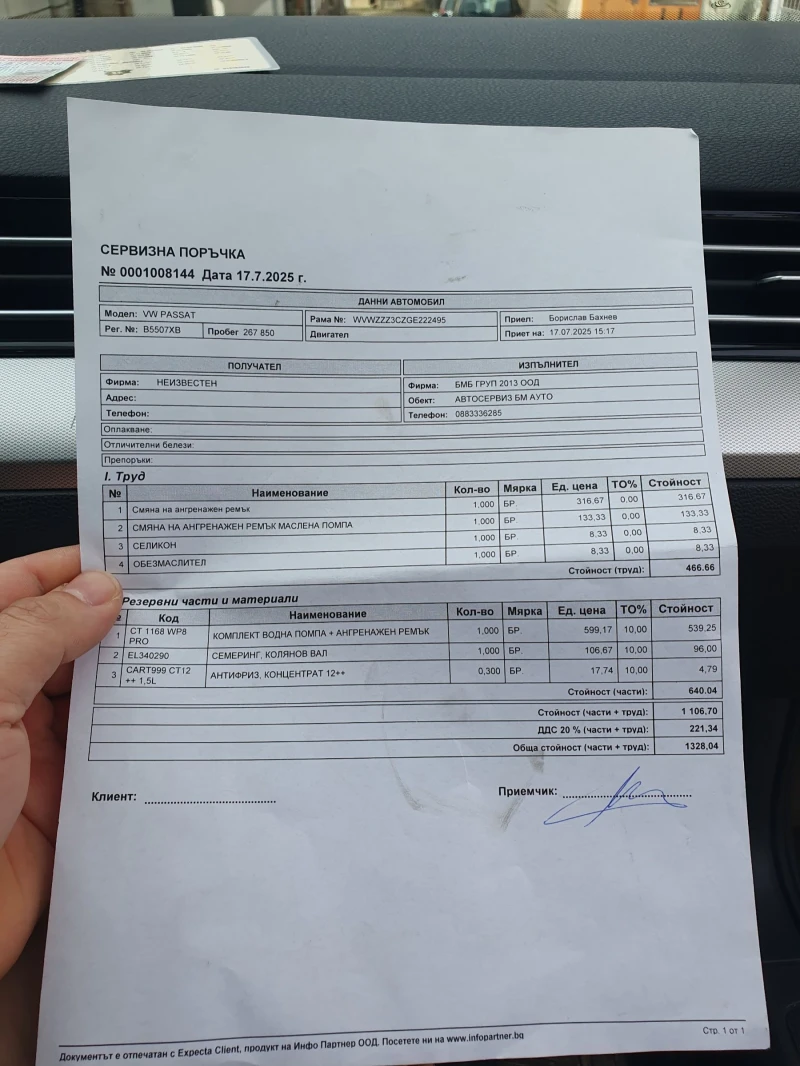 СЕРВИЗНА ПОРЪЧКА
№ 0001008144 Дата 17.7.2025 г.
ДАННИ АВТОМОБИЛ
Модел: VW PASSAT Рама №: WVWZZZ3CZGE222495 Приел: Борислав Бахнев
Рег. №: B5507XB Пробег 267 850 Двигател Приет на: 17.07.2025 15:17
ПОЛУЧАТЕЛ ИЗПЪЛНИТЕЛ
Фирма: НЕИЗВЕСТЕН Фирма: БМБ ГРУП 2013 ООД
Адрес: Обект: АВТОСЕРВИЗ БМ АУТО
Телефон: Телефон: 0883336285
Оплакване:
Отличителни белези:
Препоръки:
I. Труд
№ Наименование Кол-во Мярка Ед. цена ТО% Стойност
1 Смяна на ангренажен ремък 1,000 БР. 316,67 0,00 316,67
2 СМЯНА НА АНГРЕНАЖЕН РЕМЪК МАСЛЕНА ПОМПА 1,000 БР. 133,33 0,00 133,33
3 СЕЛИКОН 1,000 БР. 8,33 0,00 8,33
4 ОБЕЗМАСЛИТЕЛ 1,000 БР. 8,33 0,00 8,33
Стойност (труд): 466.66
Резервни части и материали
Код Наименование Кол-во Мярка Ед. цена ТО% Стойност
1 CT 1168 WP8 PRO КОМПЛЕКТ ВОДНА ПОМПА + АНГРЕНАЖЕН РЕМЪК 1,000 БР. 599,17 10,00 539,25
2 EL340290 СЕМЕРИНГ, КОЛЯНОВ ВАЛ 1,000 БР. 106,67 10,00 96,00
3 CART999 CT12 ++ 1,5L АНТИФРИЗ, КОНЦЕНТРАТ 12++ 0,300 БР. 17,74 10,00 4,79
Стойност (части): 640.04
Стойност (части + труд): 1 106,70
ДДС 20 % (части + труд): 221,34
Обща стойност (части + труд): 1328,04
Клиент: Приемчик:
Документът е отпечатан с Expecta Client, продукт на Инфо Партнер ООД. Посетете ни на www.infopartner.bg Стр. 1 от 1